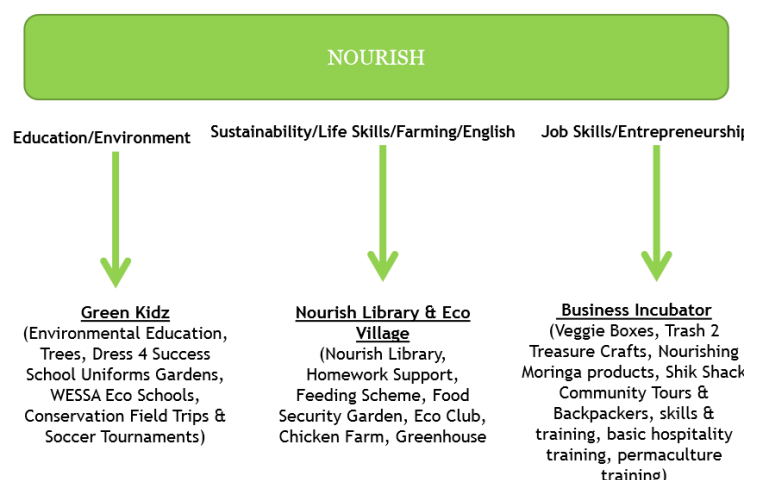 NOURISH
Education/Environment
Sustainability/Life Skills/Farming/English
Job Skills/Entrepreneurship
Green Kidz
(Environmental Education,
Trees, Dress 4 Success
School Uniforms Gardens,
WESSA Eco Schools,
Conservation Field Trips &
Soccer Tournaments)
Nourish Library & Eco
Village
(Nourish Library,
Homework Support,
Feeding Scheme, Food
Security Garden, Eco Club,
Chicken Farm, Greenhouse
Business Incubator
(Veggie Boxes, Trash 2
Treasure Crafts, Nourishing
Moringa products, Shik Shack
Community Tours &
Backpackers, skills &
training, basic hospitality
training, permaculture
training)